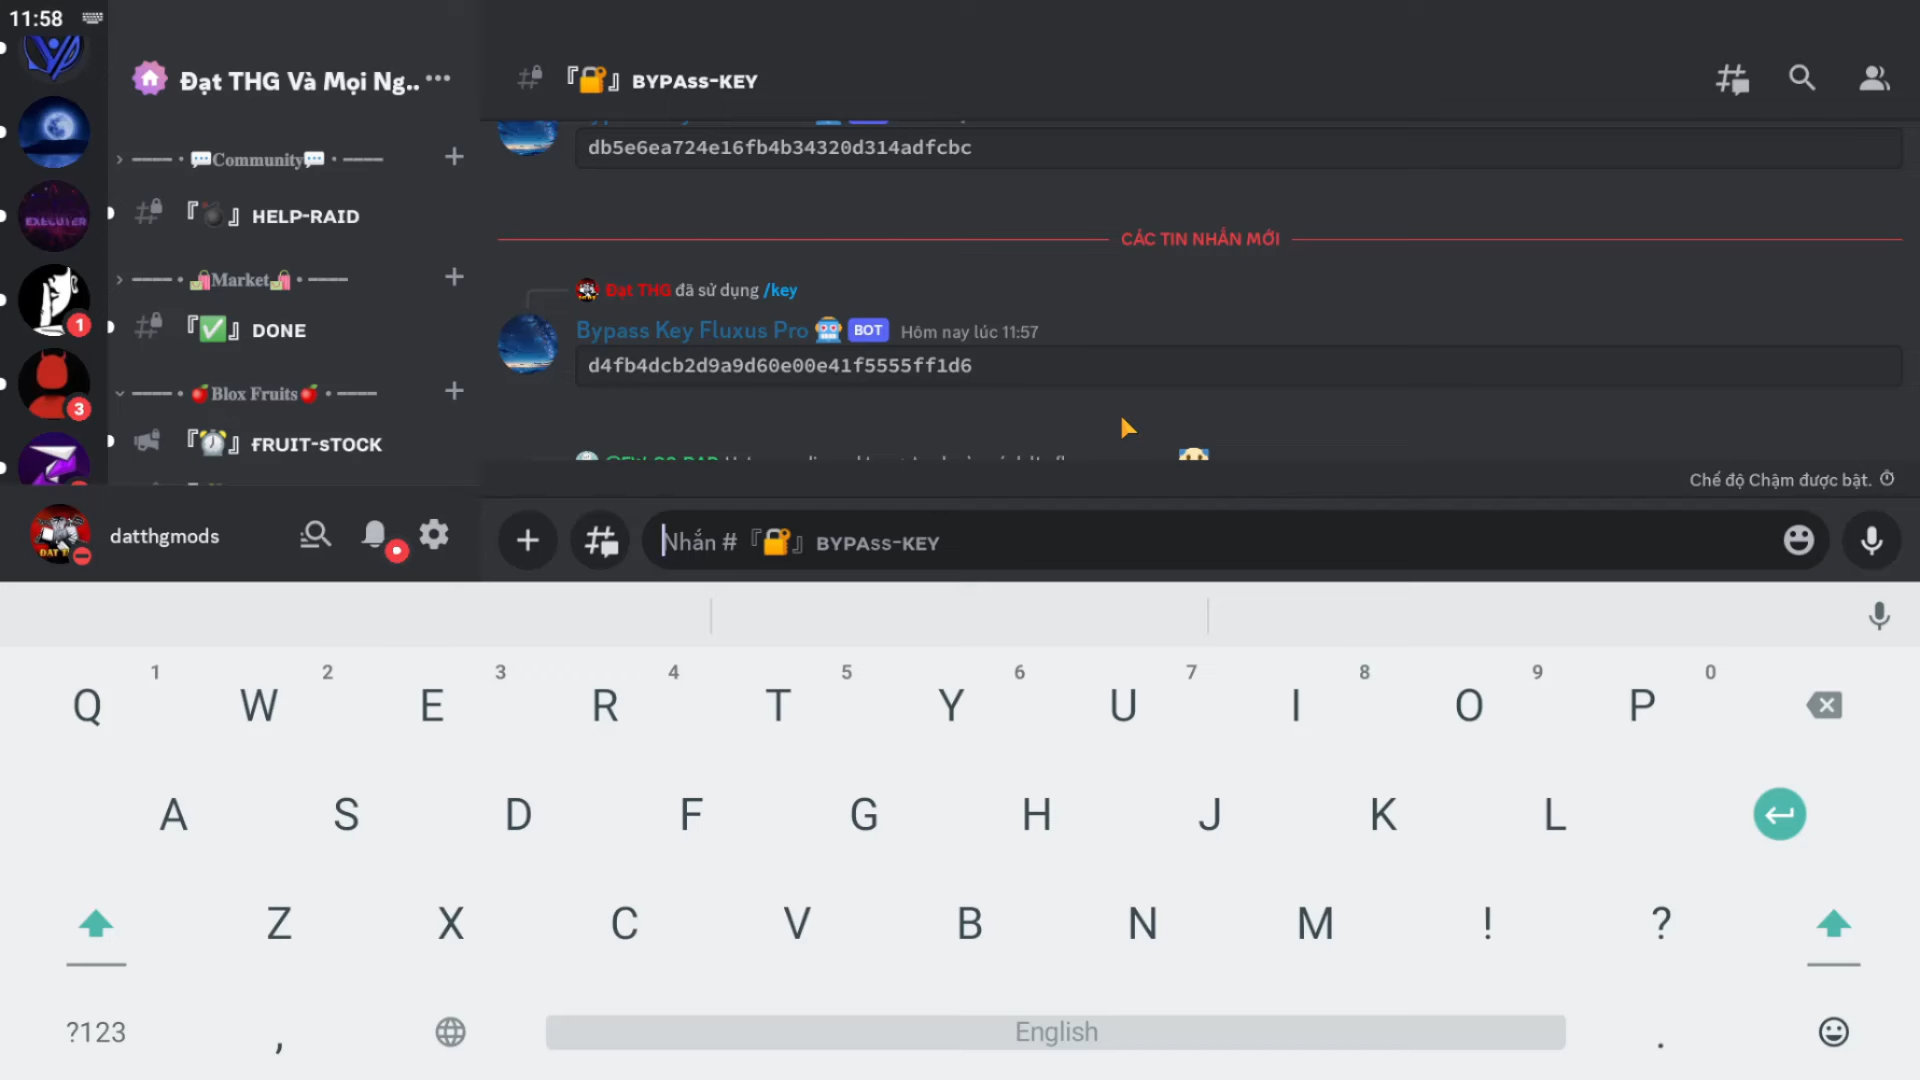 11:58
Đạt THG Và Mọi Ng..
Community
HELP-RAID
Market
DONE
Blox Fruits
FRUIT-sTOCK
EXECUTER
1
3
datthgmods
『🔐』 BYPAss-KEY
db5e6ea724e16fb4b34320d314adfcbc
CÁC TIN NHẮN MỚI
Đạt THG đã sử dụng /key
Bypass Key Fluxus Pro 🤖 BOT Hôm nay lúc 11:57
d4fb4dcb2d9a9d60e00e41f5555ff1d6
Chế độ Chậm được bật.
Nhắn # 『🔐』 BYPAss-KEY
1 2 3 4 5 6 7 8 9 0
Q W E R T Y U I O P
A S D F G H J K L
Z X C V B N M ! ?
?123 , English .